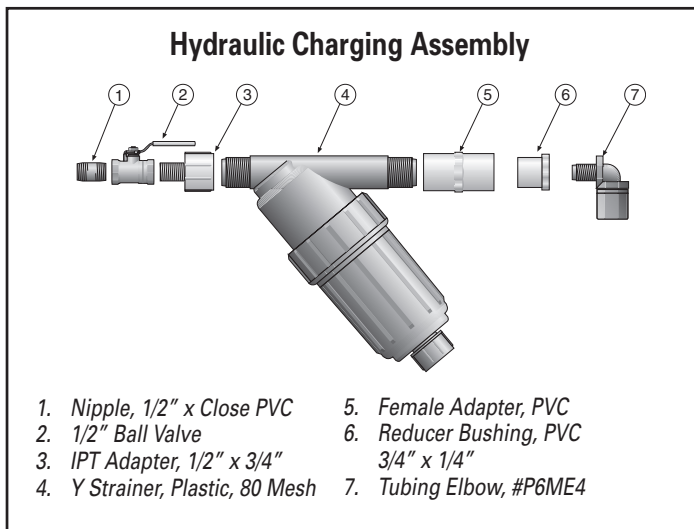 Hydraulic Charging Assembly
1 2 3 4 5 6 7
1. Nipple, 1/2" x Close PVC
2. 1/2" Ball Valve
3. IPT Adapter, 1/2" x 3/4"
4. Y Strainer, Plastic, 80 Mesh
5. Female Adapter, PVC
6. Reducer Bushing, PVC
3/4" x 1/4"
7. Tubing Elbow, #P6ME4